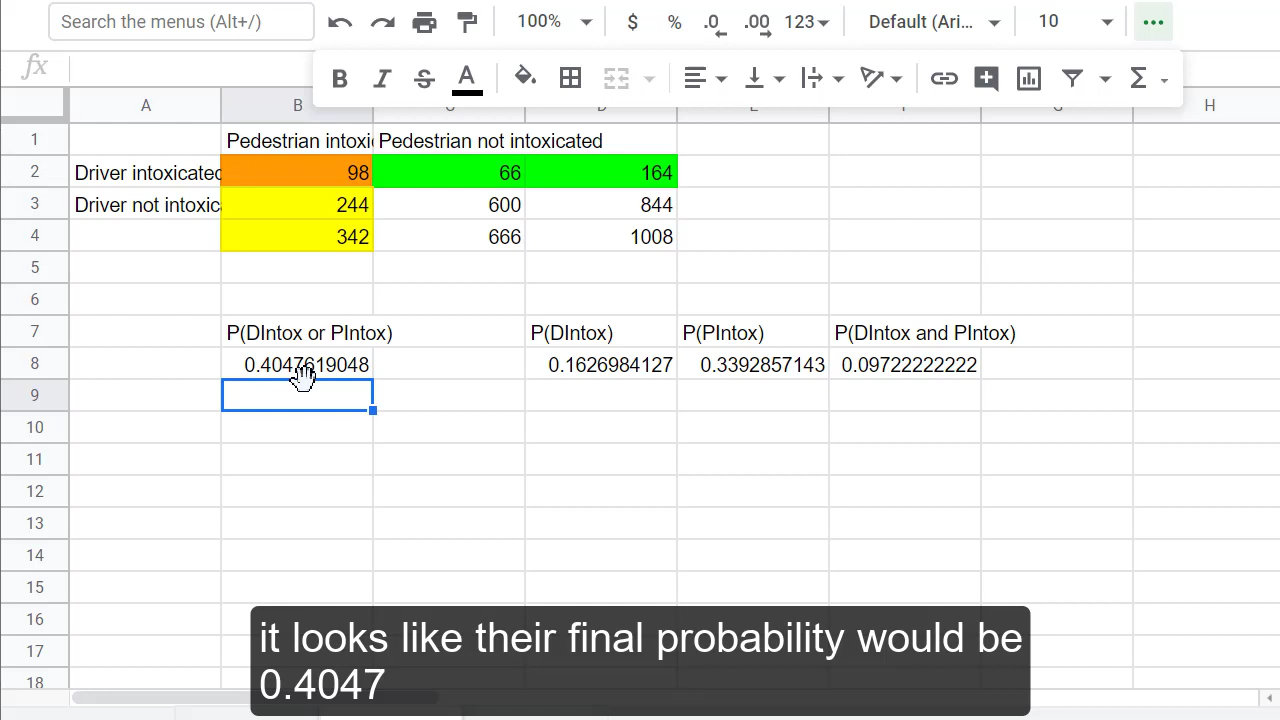 Search the menus (Alt+/) 100% $ % .0 .00 123 Default (Ari... 10 ...
fx B I S A Σ
A B H
1 Pedestrian intoxi Pedestrian not intoxicated
2 Driver intoxicated 98 66 164
3 Driver not intoxic 244 600 844
4 342 666 1008
5
6
7 P(DIntox or PIntox) P(DIntox) P(PIntox) P(DIntox and PIntox)
8 0.4047619048 0.1626984127 0.3392857143 0.09722222222
9
10
11
12
13
14
15
16
17
18
it looks like their final probability would be
0.4047